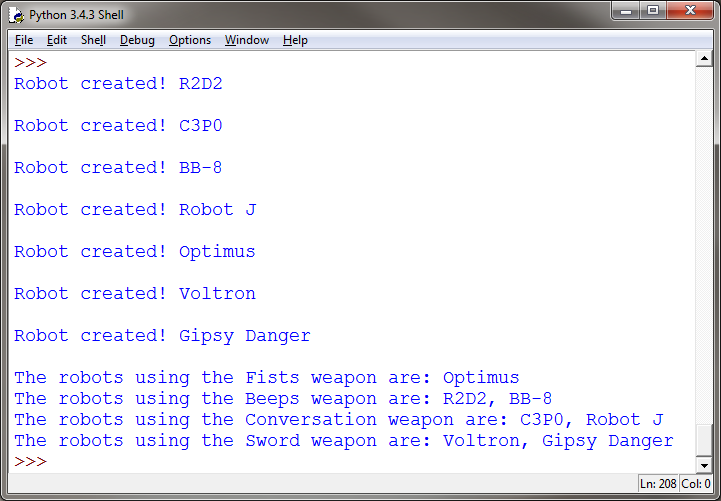 Python 3.4.3 Shell
File Edit Shell Debug Options Window Help
>>>
Robot created! R2D2
Robot created! C3P0
Robot created! BB-8
Robot created! Robot J
Robot created! Optimus
Robot created! Voltron
Robot created! Gipsy Danger
The robots using the Fists weapon are: Optimus
The robots using the Beeps weapon are: R2D2, BB-8
The robots using the Conversation weapon are: C3P0, Robot J
The robots using the Sword weapon are: Voltron, Gipsy Danger
>>>
Ln: 208 Col: 0